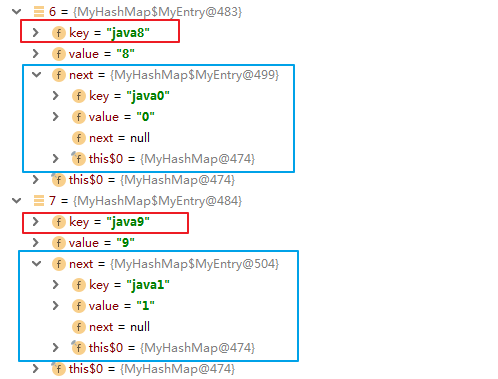 6 = {MyHashMap$MyEntry@483}
f key = "java8"
f value = "8"
f next = {MyHashMap$MyEntry@499}
f key = "java0"
f value = "0"
f next = null
f this$0 = {MyHashMap@474}
f this$0 = {MyHashMap@474}
7 = {MyHashMap$MyEntry@484}
f key = "java9"
f value = "9"
f next = {MyHashMap$MyEntry@504}
f key = "java1"
f value = "1"
f next = null
f this$0 = {MyHashMap@474}
f this$0 = {MyHashMap@474}